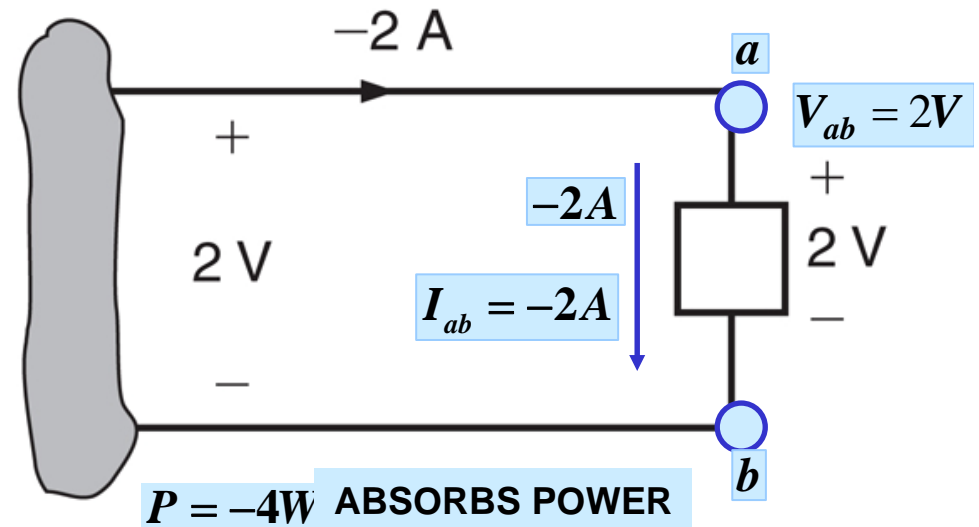 −2 A
a
V_ab = 2V
+
+
−2A
2 V
2 V
I_ab = −2A
−
−
P = −4W ABSORBS POWER
b